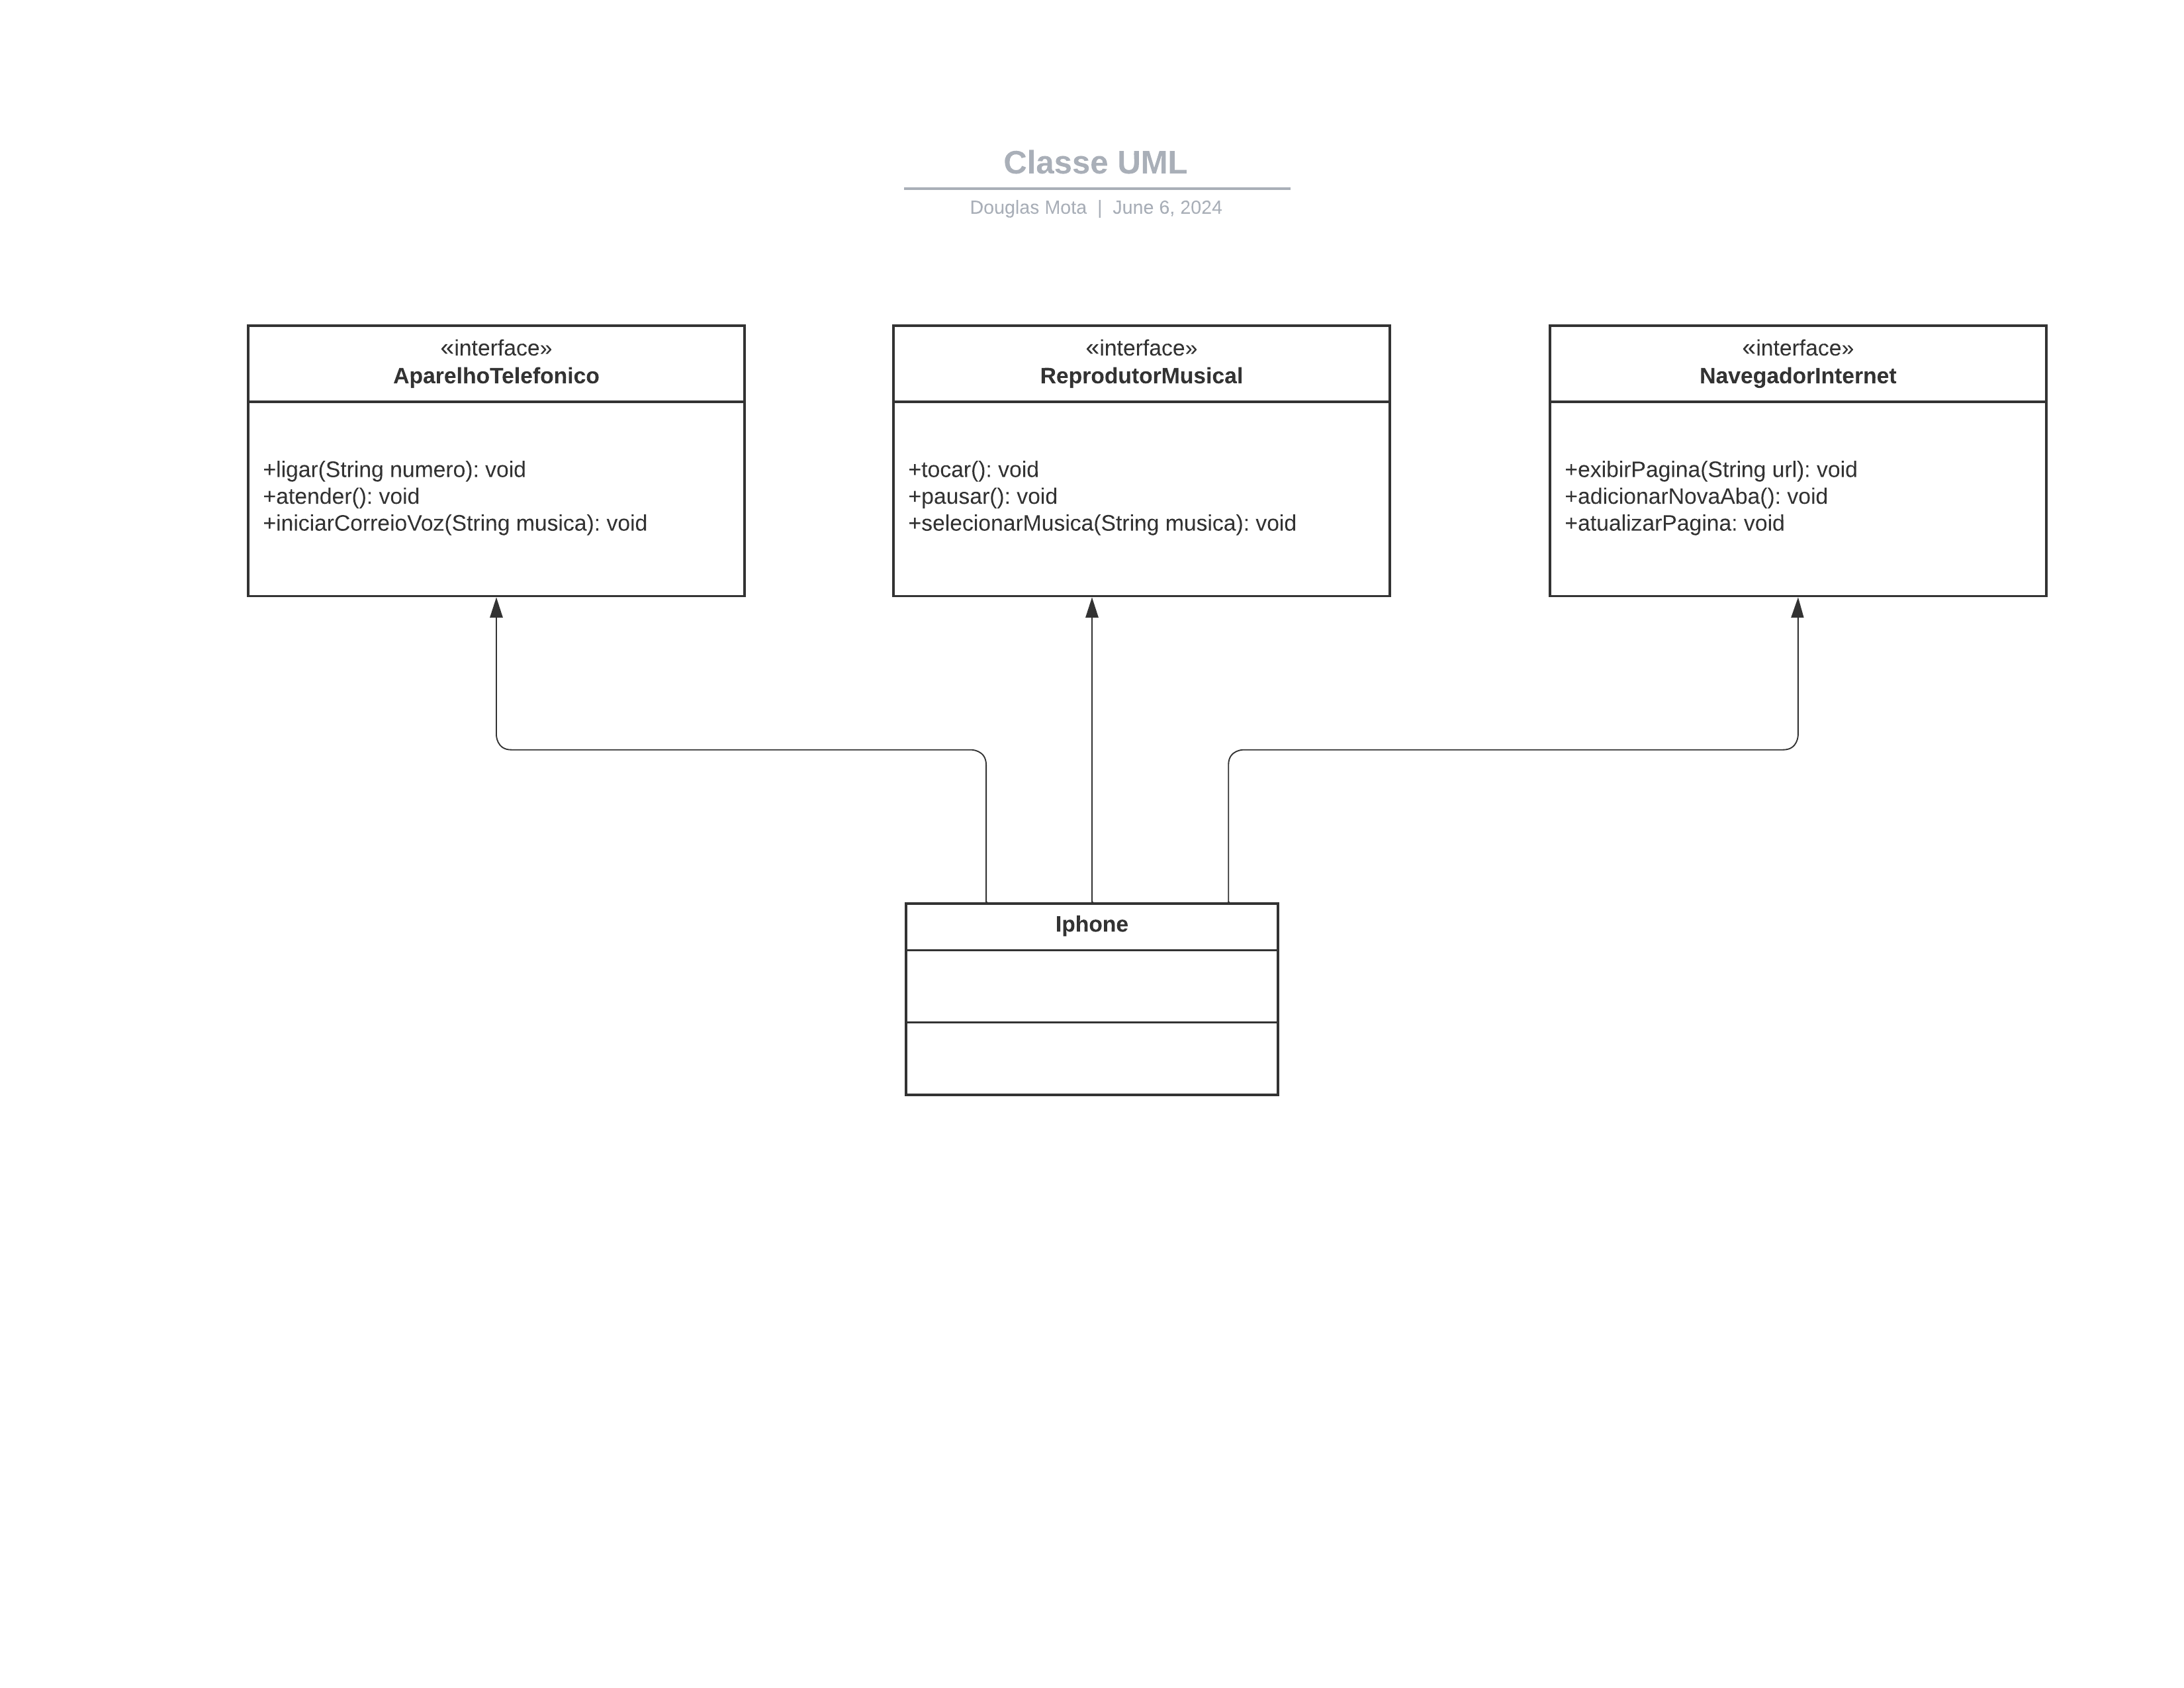 Classe UML
Douglas Mota | June 6, 2024
«interface»
AparelhoTelefonico
+ligar(String numero): void
+atender(): void
+iniciarCorreioVoz(String musica): void
«interface»
ReprodutorMusical
+tocar(): void
+pausar(): void
+selecionarMusica(String musica): void
«interface»
NavegadorInternet
+exibirPagina(String url): void
+adicionarNovaAba(): void
+atualizarPagina: void
Iphone